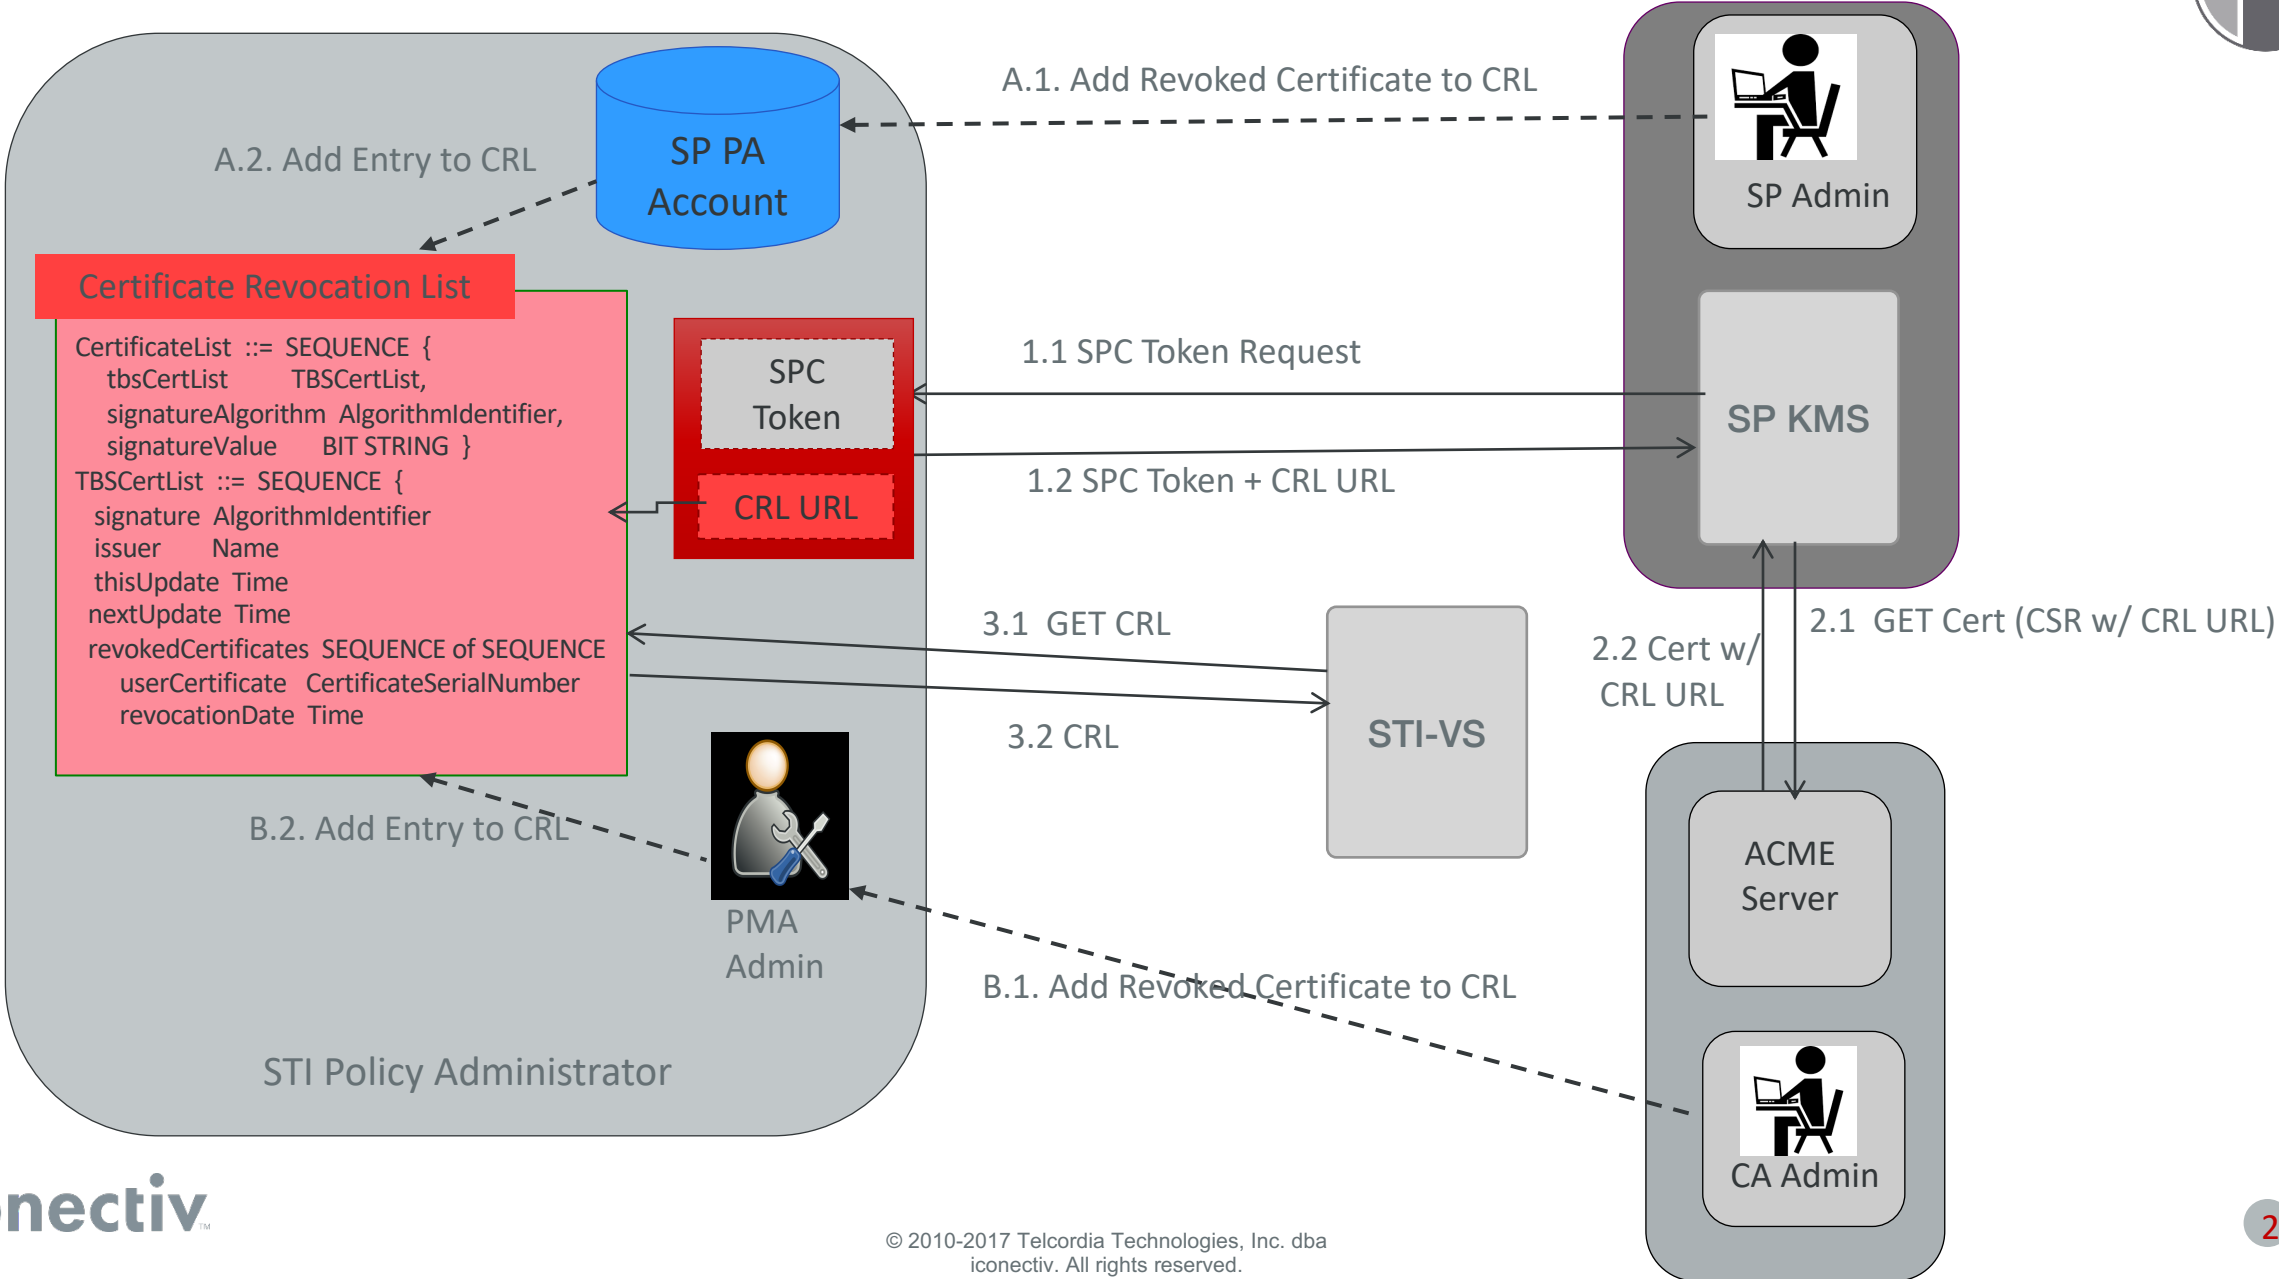 A.1. Add Revoked Certificate to CRL
SP Admin
SP PA
Account
A.2. Add Entry to CRL
Certificate Revocation List
CertificateList ::= SEQUENCE {
tbsCertList TBSCertList,
signatureAlgorithm AlgorithmIdentifier,
signatureValue BIT STRING }
TBSCertList ::= SEQUENCE {
signature AlgorithmIdentifier
issuer Name
thisUpdate Time
nextUpdate Time
revokedCertificates SEQUENCE of SEQUENCE
userCertificate CertificateSerialNumber
revocationDate Time
SPC
Token
CRL URL
1.1 SPC Token Request
1.2 SPC Token + CRL URL
SP KMS
3.1 GET CRL
3.2 CRL
STI-VS
2.1 GET Cert (CSR w/ CRL URL)
2.2 Cert w/
CRL URL
B.2. Add Entry to CRL
PMA
Admin
ACME
Server
B.1. Add Revoked Certificate to CRL
STI Policy Administrator
CA Admin
nectiv
TM
© 2010-2017 Telcordia Technologies, Inc. dba
iconectiv. All rights reserved.
2